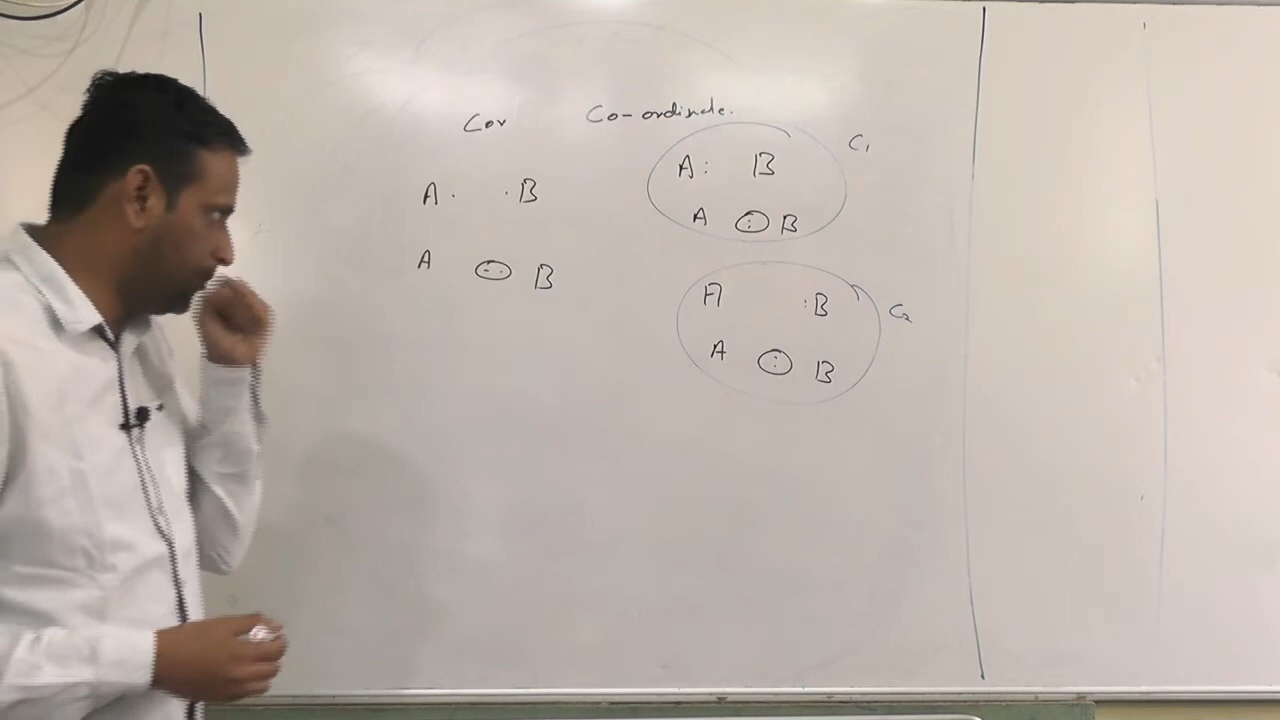 Cov Co-ordinate.
A. .B
A .. B
A: B C1
A : B
A :B C2
A : B